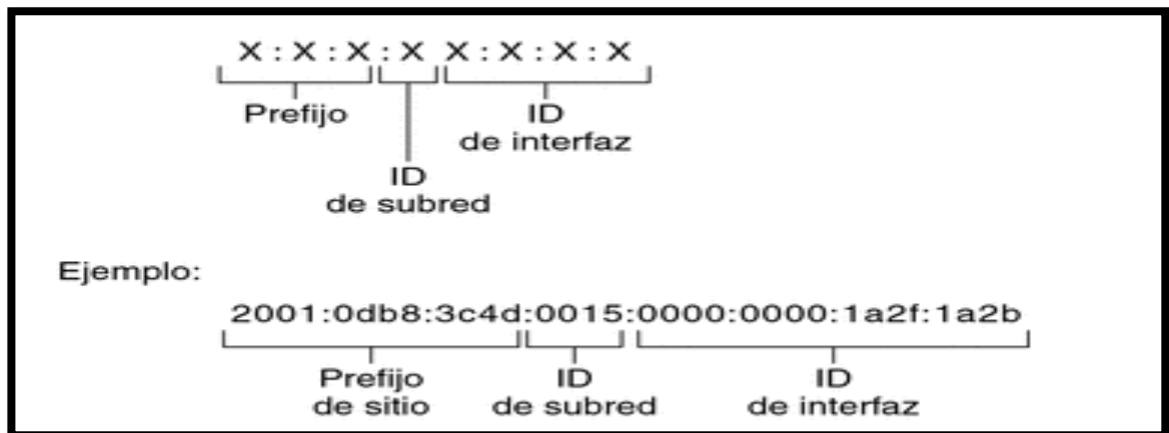 X : X : X : X X : X : X : X
Prefijo ID
de interfaz
ID
de subred
Ejemplo:
2001:0db8:3c4d:0015:0000:0000:1a2f:1a2b
Prefijo ID ID
de sitio de subred de interfaz